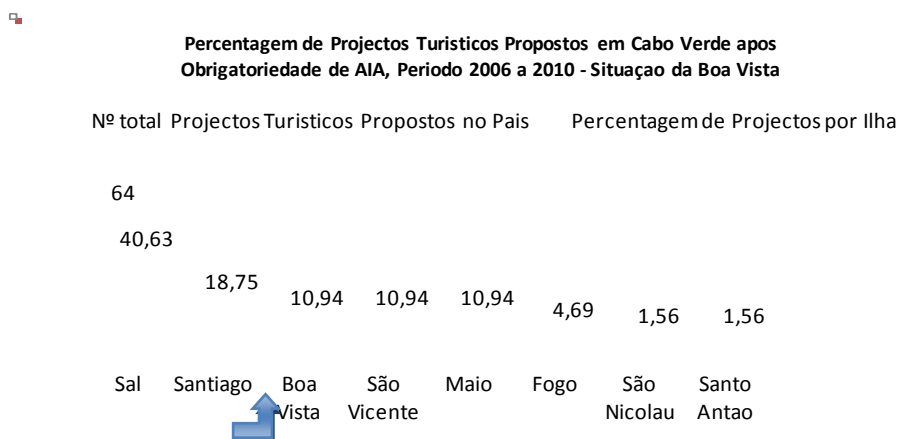 Percentagem de Projectos Turisticos Propostos em Cabo Verde apos
Obrigatoriedade de AIA, Periodo 2006 a 2010 - Situaçao da Boa Vista
Nº total Projectos Turisticos Propostos no Pais
Percentagem de Projectos por Ilha
64
40,63
18,75
10,94
10,94
10,94
4,69
1,56
1,56
Sal
Santiago
Boa
Vista
São
Vicente
Maio
Fogo
São
Nicolau
Santo
Antao